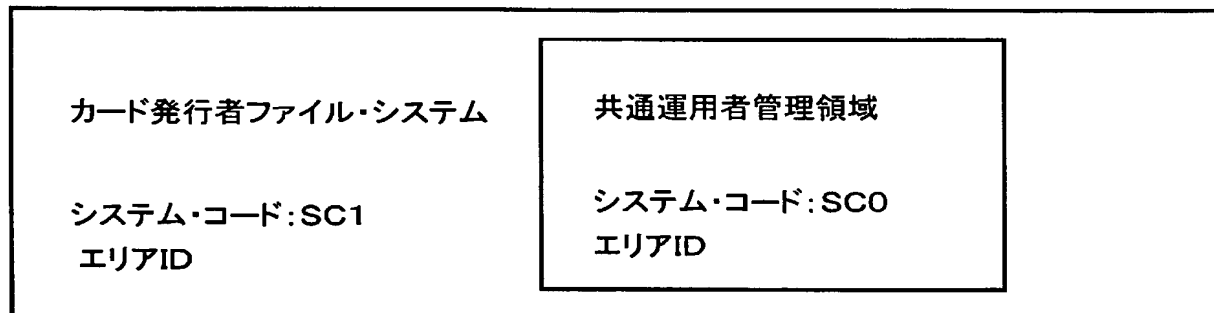 カード発行者ファイル・システム
システム・コード:SC1
エリアID
共通運用者管理領域
システム・コード:SC0
エリアID